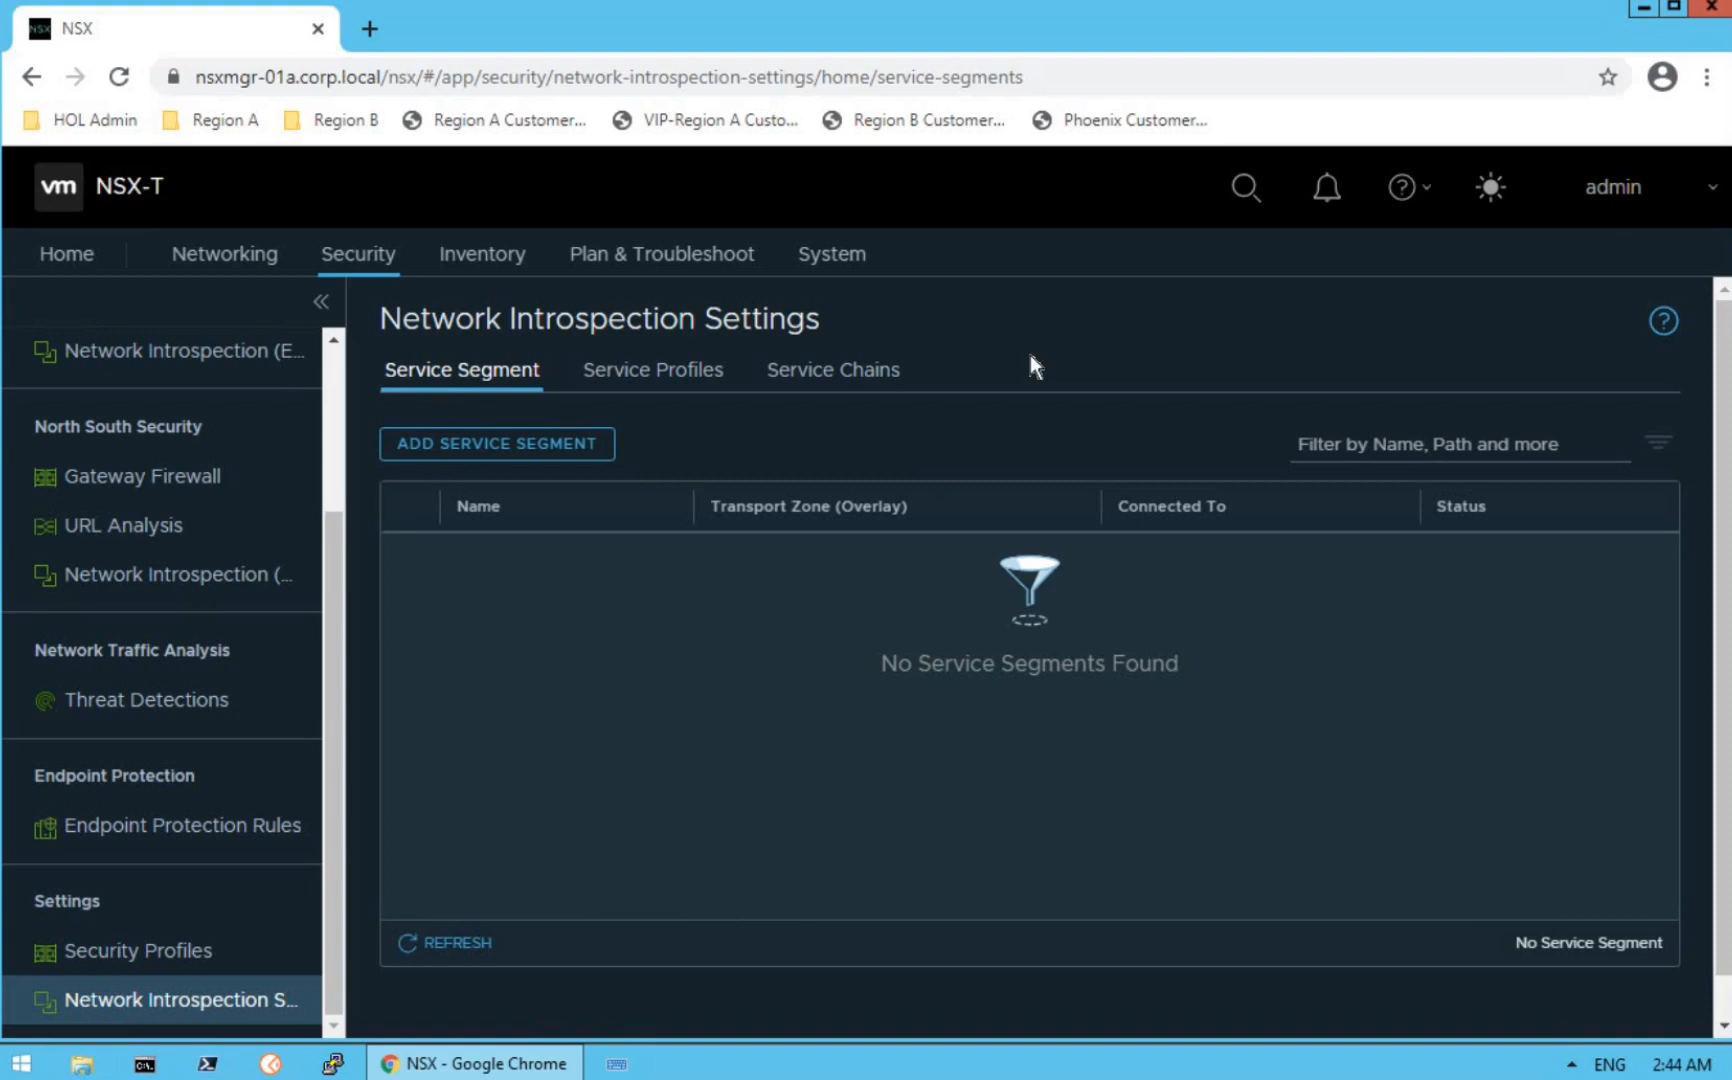 NSX
nsxmgr-01a.corp.local/nsx/#/app/security/network-introspection-settings/home/service-segments
HOL Admin Region A Region B Region A Customer... VIP-Region A Custo... Region B Customer... Phoenix Customer...
vm NSX-T admin
Home Networking Security Inventory Plan & Troubleshoot System
Network Introspection (E...
North South Security
Gateway Firewall
URL Analysis
Network Introspection (...
Network Traffic Analysis
Threat Detections
Endpoint Protection
Endpoint Protection Rules
Settings
Security Profiles
Network Introspection S...
Network Introspection Settings
Service Segment Service Profiles Service Chains
ADD SERVICE SEGMENT Filter by Name, Path and more
Name Transport Zone (Overlay) Connected To Status
No Service Segments Found
REFRESH No Service Segment
NSX - Google Chrome ENG 2:44 AM